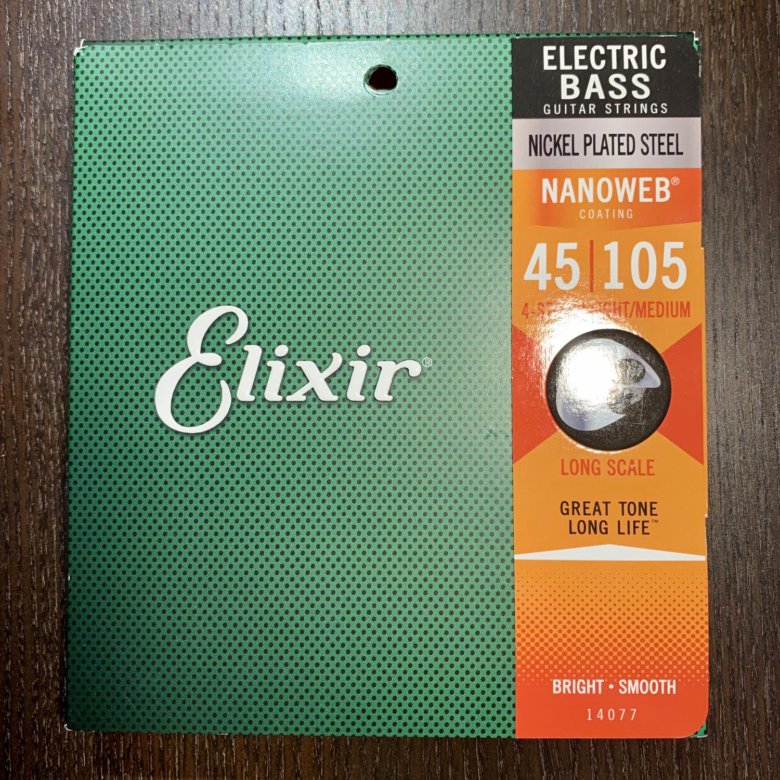 Elixir®
ELECTRIC
BASS
GUITAR STRINGS
NICKEL PLATED STEEL
NANOWEB®
COATING
45|105
/MEDIUM
LONG SCALE
GREAT TONE
LONG LIFE™
BRIGHT • SMOOTH
14077